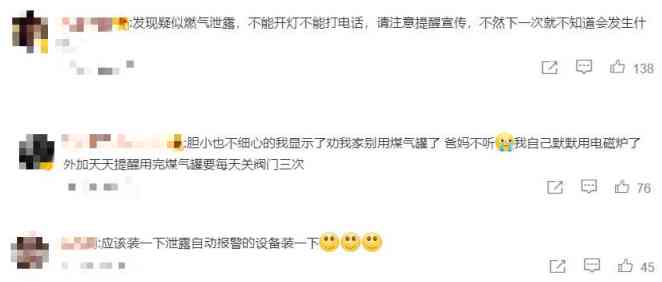 :发现疑似燃气泄露，不能开灯不能打电话，请注意提醒宣传，不然下一次就不知道会发生什
138
:胆小也不细心的我显示了劝我家别用煤气罐了 爸妈不听😢我自己默默用电磁炉了
外加天天提醒用完煤气罐要每天关阀门三次
76
:应该装一下泄露自动报警的设备装一下🙂🙂🙂
45